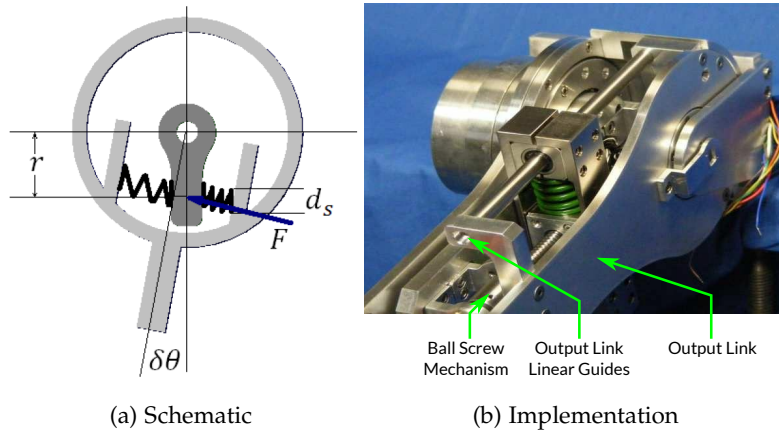 r
d_s
F
δθ
Ball Screw Mechanism
Output Link Linear Guides
Output Link
(a) Schematic
(b) Implementation